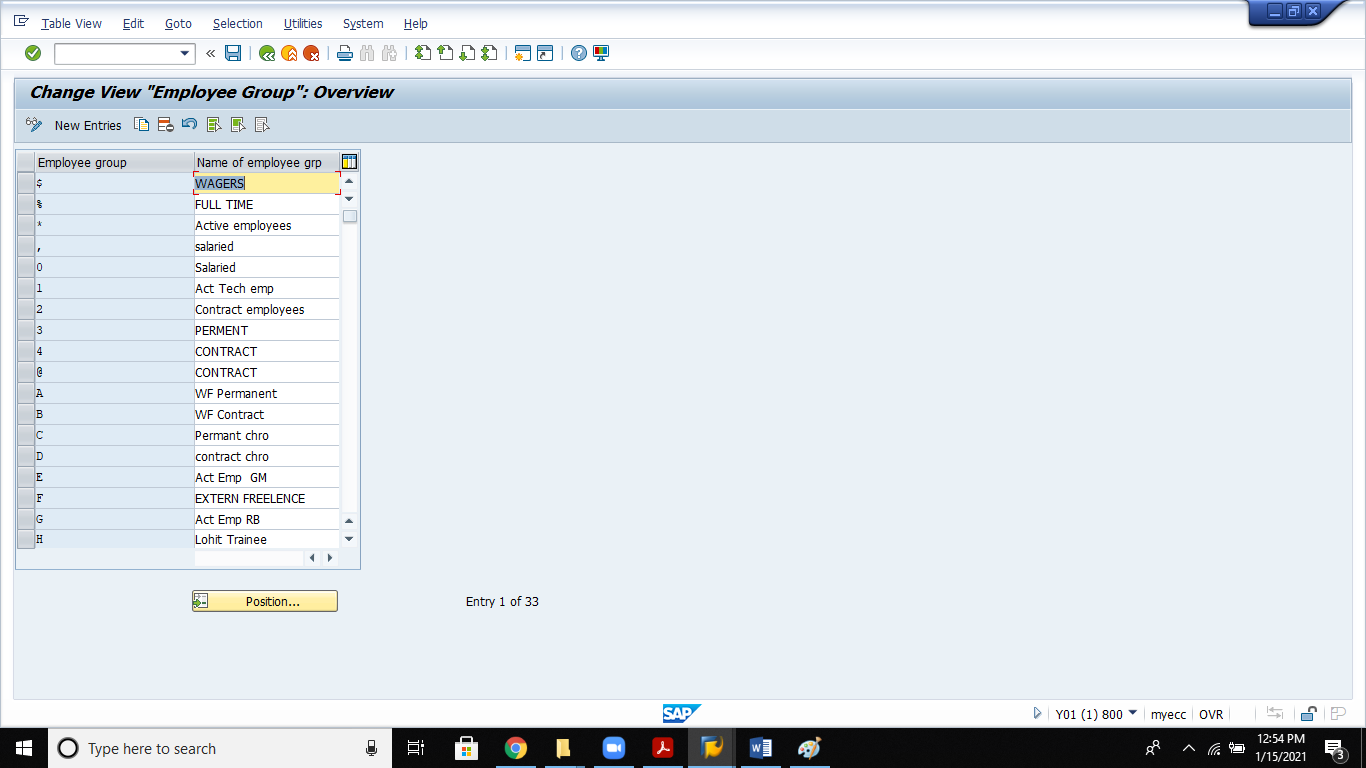 Table View Edit Goto Selection Utilities System Help
Change View "Employee Group": Overview
New Entries
Employee group Name of employee grp
$ WAGERS
% FULL TIME
* Active employees
, salaried
0 Salaried
1 Act Tech emp
2 Contract employees
3 PERMENT
4 CONTRACT
@ CONTRACT
A WF Permanent
B WF Contract
C Permant chro
D contract chro
E Act Emp  GM
F EXTERN FREELENCE
G Act Emp RB
H Lohit Trainee
Position... Entry 1 of 33
SAP Y01 (1) 800 myecc OVR
Type here to search 12:54 PM
1/15/2021 3